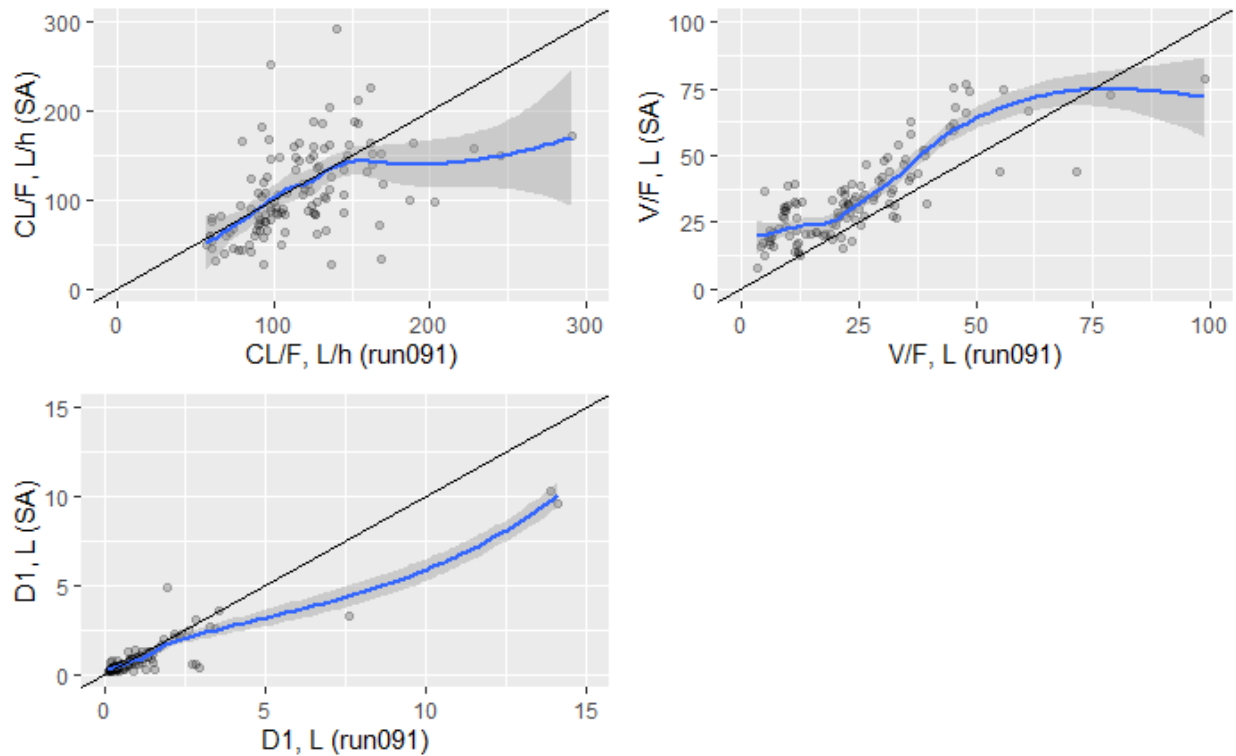 CL/F, L/h (SA)
300
200
100
0
0 100 200 300
CL/F, L/h (run091)
V/F, L (SA)
100
75
50
25
0
0 25 50 75 100
V/F, L (run091)
D1, L (SA)
15
10
5
0
0 5 10 15
D1, L (run091)